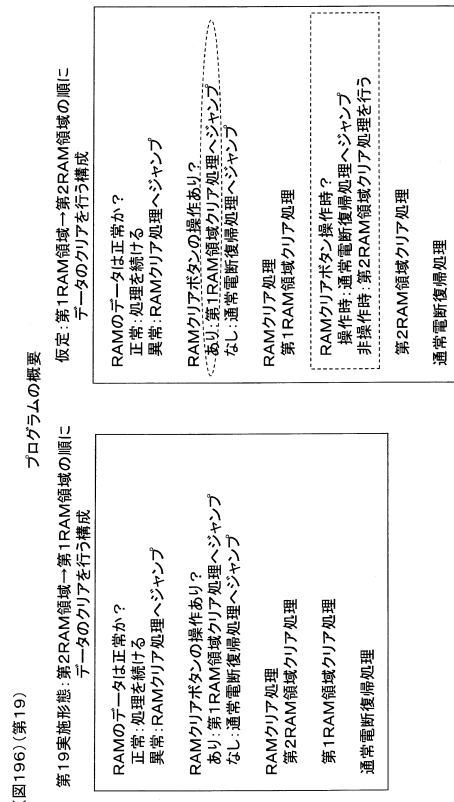 (図196)(第19)
プログラムの概要
第19実施形態:第2RAM領域→第1RAM領域の順に
データのクリアを行う構成
RAMのデータは正常か?
正常:処理を続ける
異常:RAMクリア処理へジャンプ
RAMクリアボタンの操作あり?
あり:第1RAM領域クリア処理へジャンプ
なし:通常電断復帰処理へジャンプ
RAMクリア処理
第2RAM領域クリア処理
第1RAM領域クリア処理
通常電断復帰処理
仮定:第1RAM領域→第2RAM領域の順に
データのクリアを行う構成
RAMのデータは正常か?
正常:処理を続ける
異常:RAMクリア処理へジャンプ
RAMクリアボタンの操作あり?
あり:第1RAM領域クリア処理へジャンプ
なし:通常電断復帰処理へジャンプ
RAMクリア処理
第1RAM領域クリア処理
RAMクリアボタン操作時?
操作時:通常電断復帰処理へジャンプ
非操作時:第2RAM領域クリア処理を行う
第2RAM領域クリア処理
通常電断復帰処理